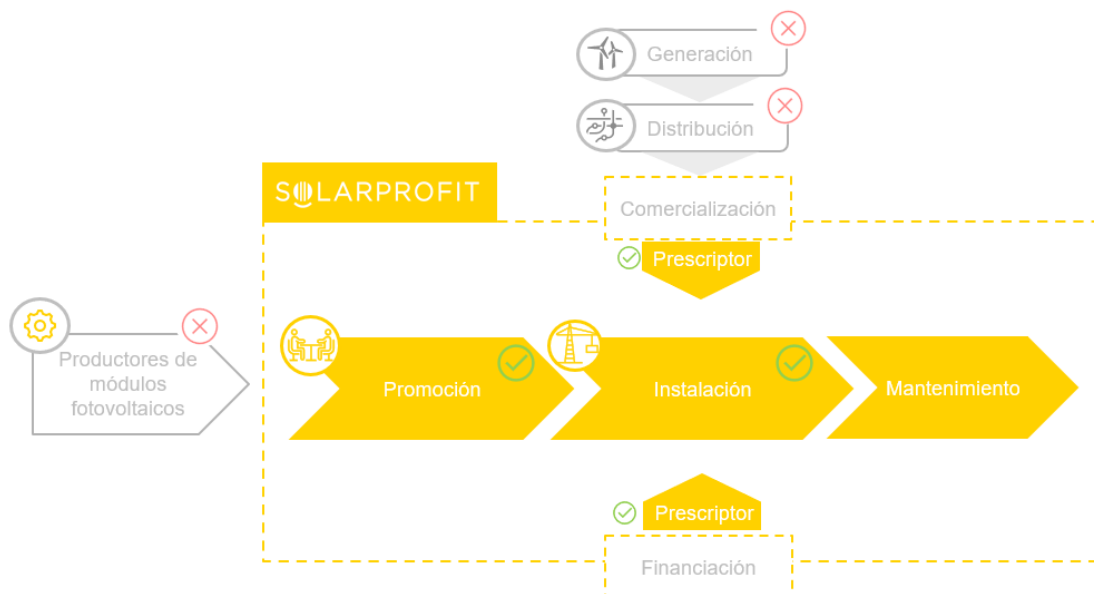 Generación
Distribución
SOLARPROFIT
Comercialización
Prescriptor
Productores de
módulos
fotovoltaicos
Promoción
Instalación
Mantenimiento
Prescriptor
Financiación